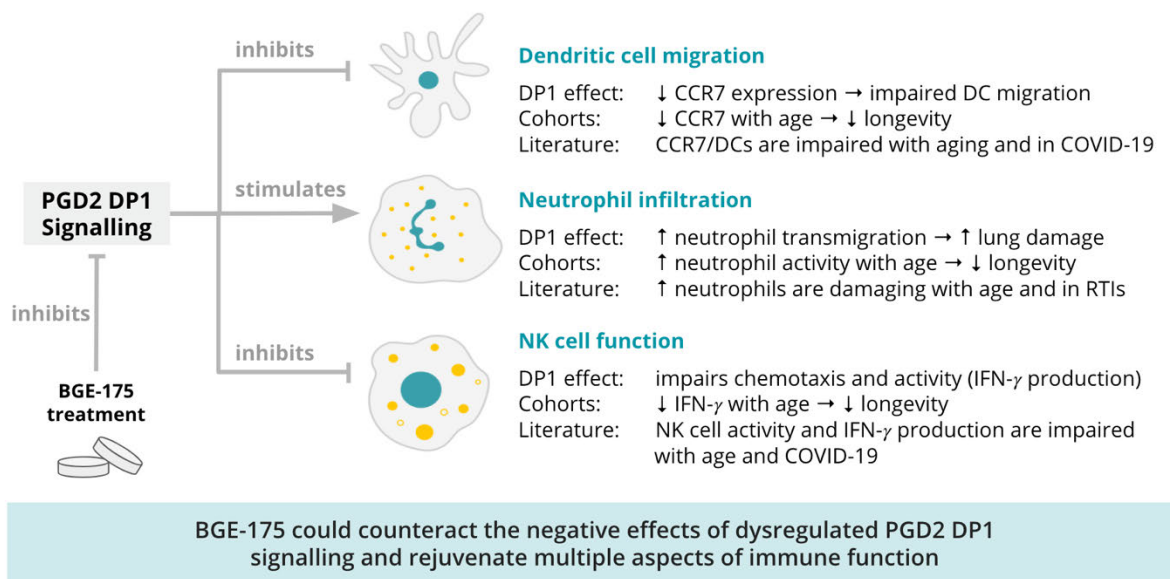 inhibits
Dendritic cell migration
DP1 effect: ↓ CCR7 expression → impaired DC migration
Cohorts: ↓ CCR7 with age → ↓ longevity
Literature: CCR7/DCs are impaired with aging and in COVID-19
PGD2 DP1
Signalling
stimulates
Neutrophil infiltration
DP1 effect: ↑ neutrophil transmigration → ↑ lung damage
Cohorts: ↑ neutrophil activity with age → ↓ longevity
Literature: ↑ neutrophils are damaging with age and in RTIs
inhibits
BGE-175
treatment
inhibits
NK cell function
DP1 effect: impairs chemotaxis and activity (IFN-γ production)
Cohorts: ↓ IFN-γ with age → ↓ longevity
Literature: NK cell activity and IFN-γ production are impaired
with age and COVID-19
BGE-175 could counteract the negative effects of dysregulated PGD2 DP1
signalling and rejuvenate multiple aspects of immune function